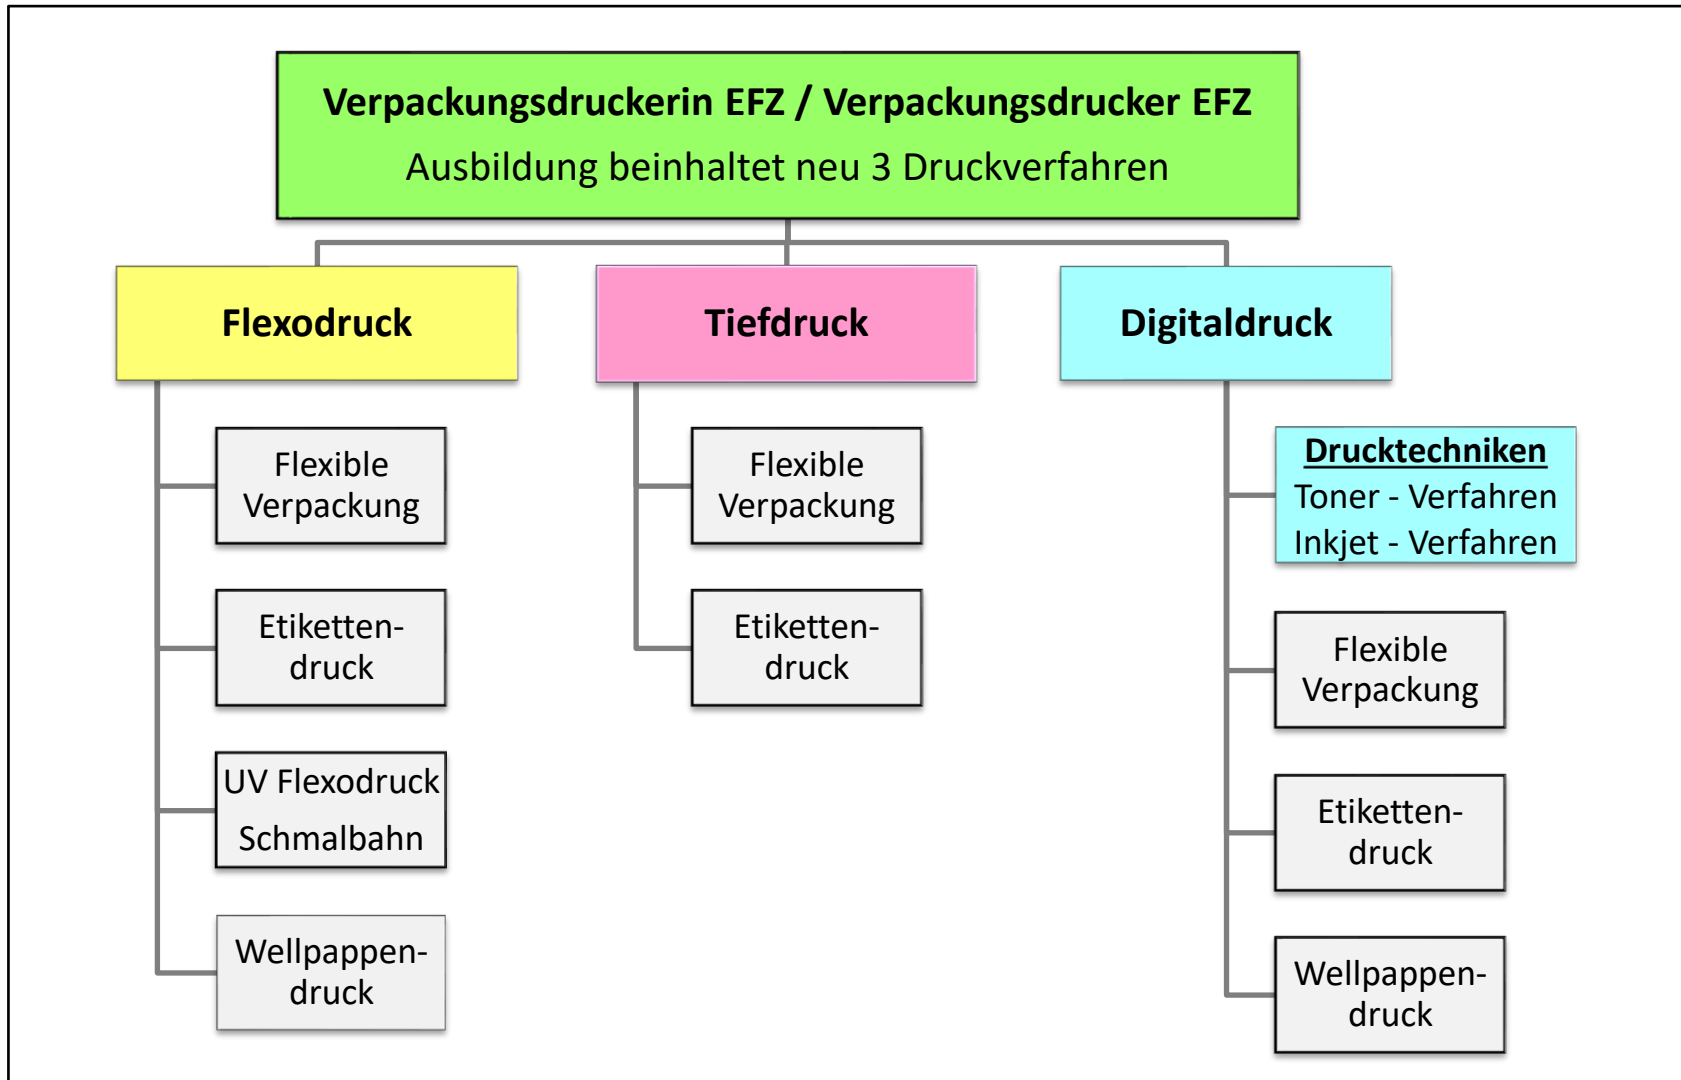 Verpackungsdruckerin EFZ / Verpackungsdrucker EFZ
Ausbildung beinhaltet neu 3 Druckverfahren
Flexodruck
Flexible
Verpackung
Etiketten-
druck
UV Flexodruck
Schmalbahn
Wellpappen-
druck
Tiefdruck
Flexible
Verpackung
Etiketten-
druck
Digitaldruck
Drucktechniken
Toner - Verfahren
Inkjet - Verfahren
Flexible
Verpackung
Etiketten-
druck
Wellpappen-
druck